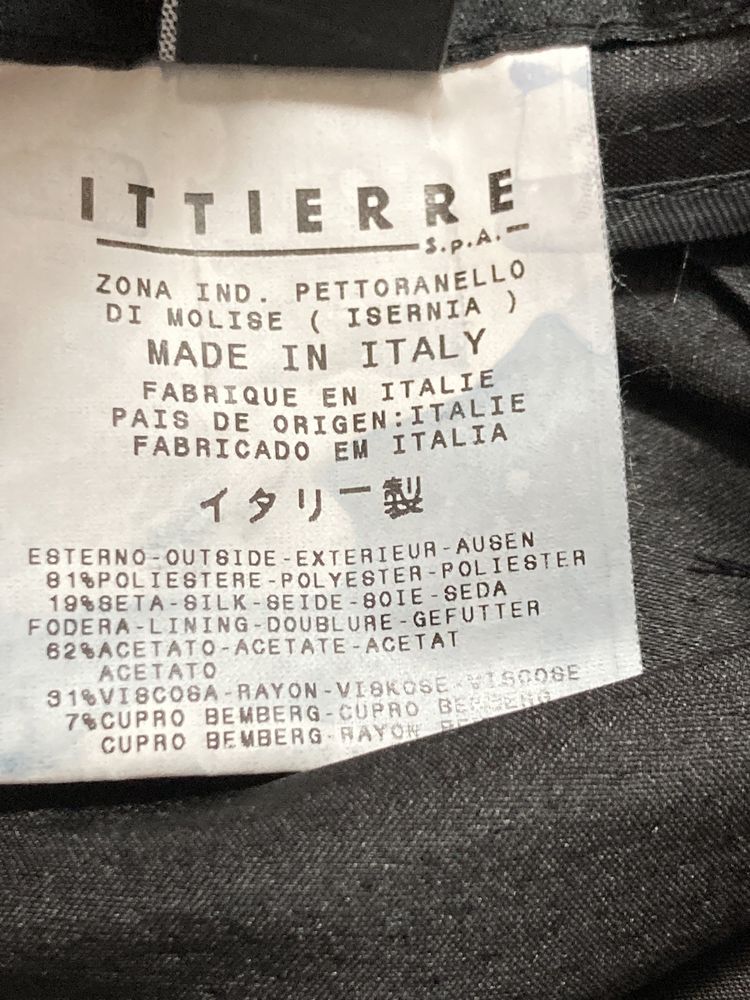 ITTIERRE
S.p.A.
ZONA IND. PETTORANELLO
DI MOLISE ( ISERNIA )
MADE IN ITALY
FABRIQUE EN ITALIE
PAIS DE ORIGEN:ITALIE
FABRICADO EM ITALIA
イタリー製
ESTERNO-OUTSIDE-EXTERIEUR-AUSEN
81%POLIESTERE-POLYESTER-POLIESTER
19%SETA-SILK-SEIDE-SOIE-SEDA
FODERA-LINING-DOUBLURE-GEFUTTER
62%ACETATO-ACETATE-ACETAT
ACETATO
31%VISCOSA-RAYON-VISKOSE-VISCOSE
7%CUPRO BEMBERG-CUPRO BEMBERG
CUPRO BEMBERG-RAYON BEMBERG